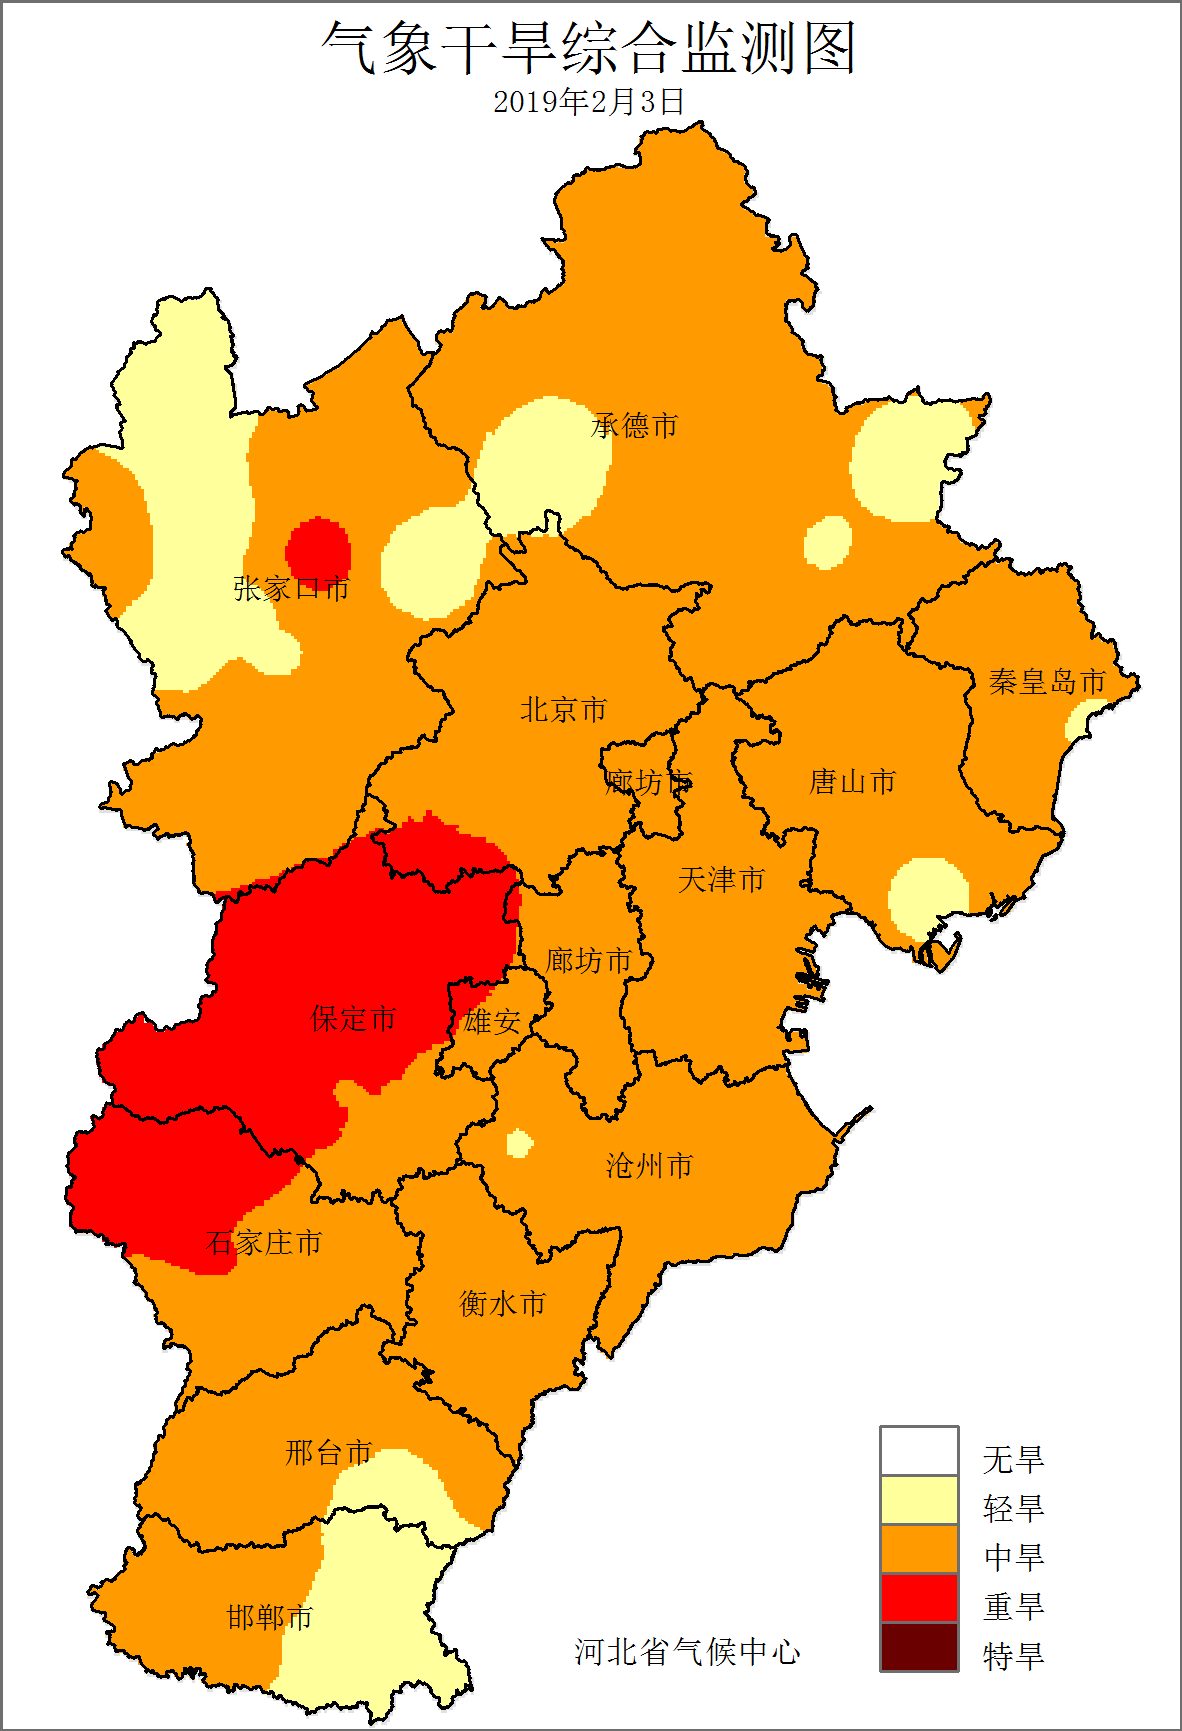 气象干旱综合监测图
2019年2月3日
承德市
张家口市
秦皇岛市
北京市
廊坊市
唐山市
天津市
廊坊市
保定市
雄安
沧州市
石家庄市
衡水市
邢台市
邯郸市
无旱
轻旱
中旱
重旱
特旱
河北省气候中心